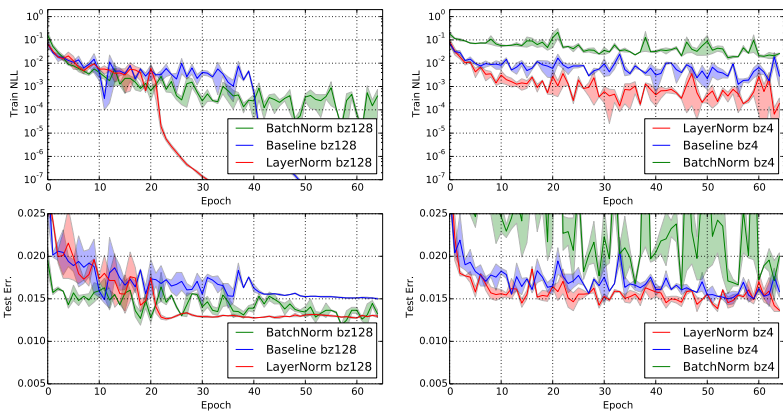 10⁰
10⁻¹
10⁻²
10⁻³
10⁻⁴
10⁻⁵
10⁻⁶
10⁻⁷
Train NLL
BatchNorm bz128
Baseline bz128
LayerNorm bz128
0 10 20 30 40 50 60
Epoch
10⁰
10⁻¹
10⁻²
10⁻³
10⁻⁴
10⁻⁵
10⁻⁶
10⁻⁷
Train NLL
LayerNorm bz4
Baseline bz4
BatchNorm bz4
0 10 20 30 40 50 60
Epoch
0.025
0.020
0.015
0.010
0.005
Test Err.
BatchNorm bz128
Baseline bz128
LayerNorm bz128
0 10 20 30 40 50 60
Epoch
0.025
0.020
0.015
0.010
0.005
Test Err.
LayerNorm bz4
Baseline bz4
BatchNorm bz4
0 10 20 30 40 50 60
Epoch